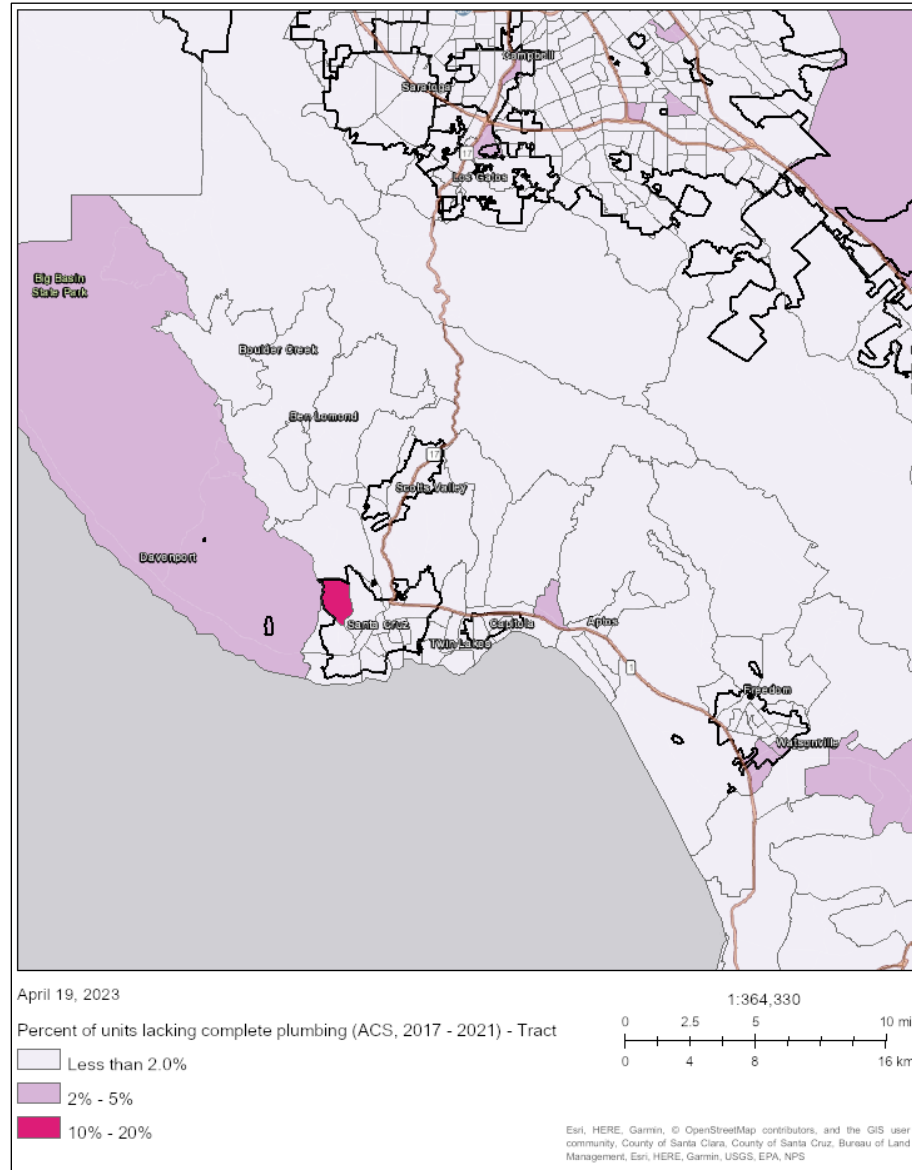 Campbell
Saratoga
17
Los Gatos
Big Basin
State Park
Boulder Creek
Ben Lomond
17
Scotts Valley
Davenport
Santa Cruz
Capitola
Aptos
Twin Lakes
1
Freedom
Watsonville
April 19, 2023
1:364,330
Percent of units lacking complete plumbing (ACS, 2017 - 2021) - Tract
0 2.5 5 10 mi
0 4 8 16 km
Less than 2.0%
2% - 5%
10% - 20%
Esri, HERE, Garmin, © OpenStreetMap contributors, and the GIS user
community, County of Santa Clara, County of Santa Cruz, Bureau of Land
Management, Esri, HERE, Garmin, USGS, EPA, NPS